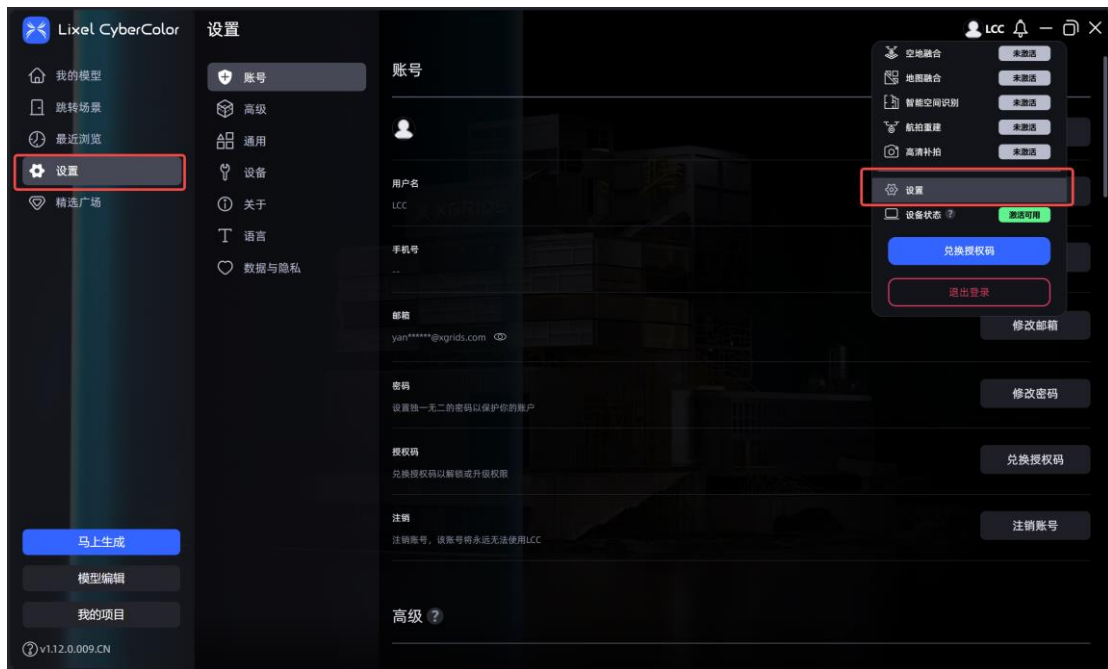 Lixel CyberColor
我的模型
跳转场景
最近浏览
设置
精选广场
马上生成
模型编辑
我的项目
v1.12.0.009.CN
设置
账号
高级
通用
设备
关于
语言
数据与隐私
LCC
账号
用户名
LCC
手机号
--
邮箱
yan******@xgrids.com
修改邮箱
密码
设置独一无二的密码以保护你的账户
修改密码
授权码
兑换授权码以解锁或升级权限
兑换授权码
注销
注销账号，该账号将永远无法使用LCC
注销账号
高级 ?
空地融合 未激活
地图融合 未激活
智能空间识别 未激活
航拍重建 未激活
高清补拍 未激活
设置
设备状态 ? 激活可用
兑换授权码
退出登录
XGRIDS